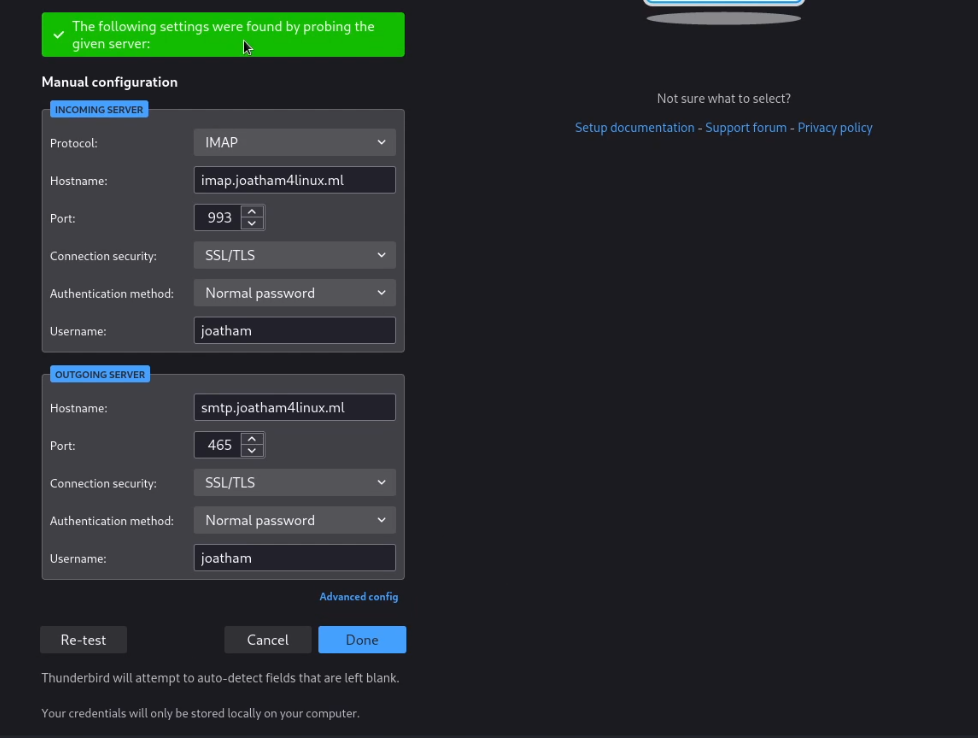 The following settings were found by probing the
given server:
Manual configuration
INCOMING SERVER
Protocol: IMAP
Hostname: imap.joatham4linux.ml
Port: 993
Connection security: SSL/TLS
Authentication method: Normal password
Username: joatham
OUTGOING SERVER
Hostname: smtp.joatham4linux.ml
Port: 465
Connection security: SSL/TLS
Authentication method: Normal password
Username: joatham
Advanced config
Re-test Cancel Done
Thunderbird will attempt to auto-detect fields that are left blank.
Your credentials will only be stored locally on your computer.
Not sure what to select?
Setup documentation - Support forum - Privacy policy